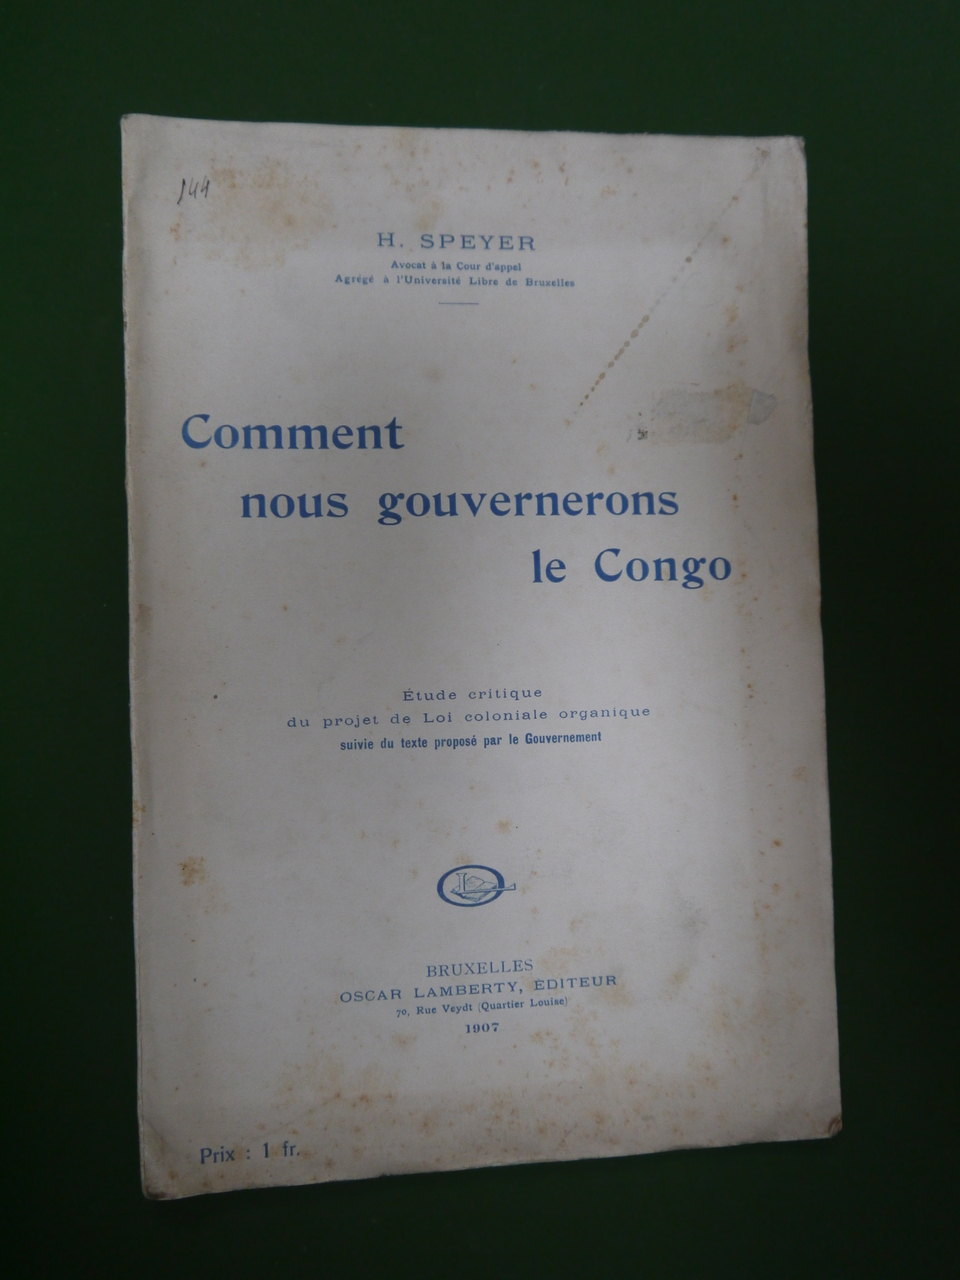 144
H. SPEYER
Avocat à la Cour d'appel
Agrégé à l'Université Libre de Bruxelles
Comment
nous gouvernerons
le Congo
Étude critique
du projet de Loi coloniale organique
suivie du texte proposé par le Gouvernement
BRUXELLES
OSCAR LAMBERTY, ÉDITEUR
70, Rue Veydt (Quartier Louise)
1907
Prix : 1 fr.